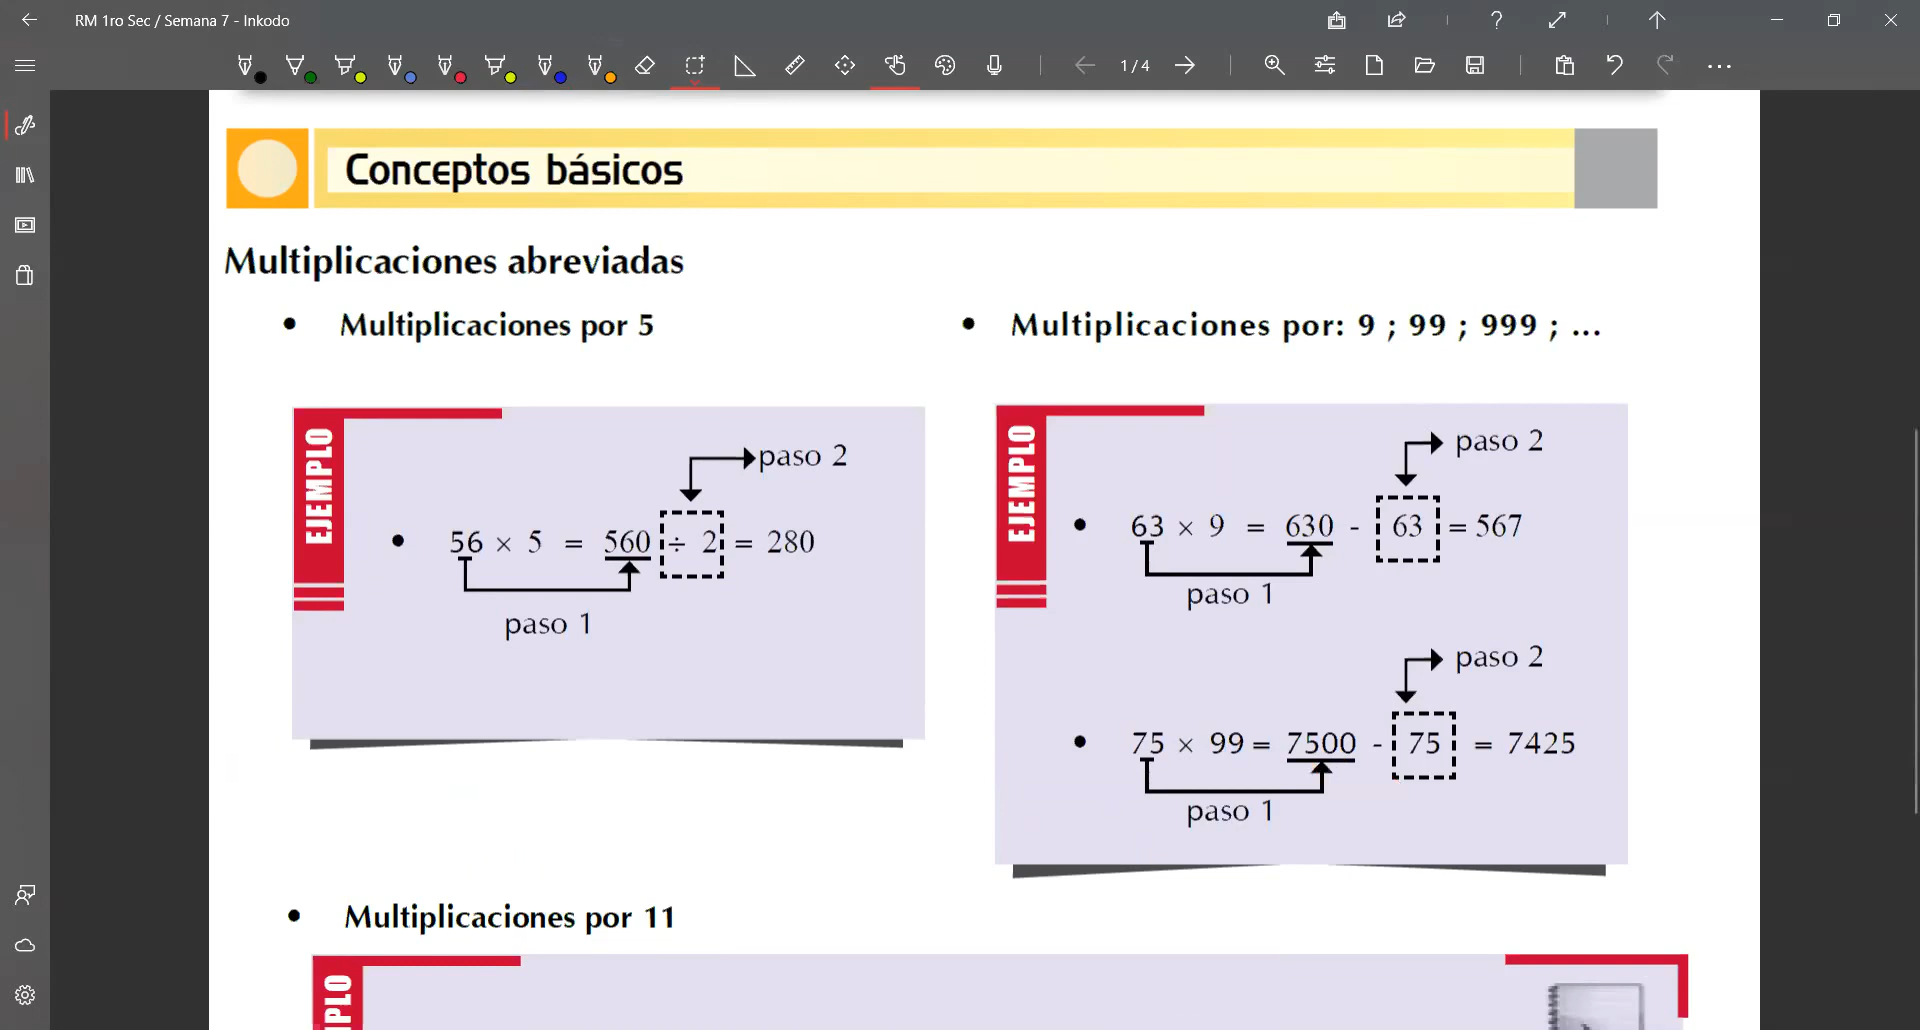 RM 1ro Sec / Semana 7 - Inkodo
1 / 4
Conceptos básicos
Multiplicaciones abreviadas
• Multiplicaciones por 5
EJEMPLO
paso 2
• 56 × 5 = 560 ÷ 2 = 280
paso 1
• Multiplicaciones por: 9 ; 99 ; 999 ; ...
EJEMPLO
paso 2
• 63 × 9 = 630 - 63 = 567
paso 1
paso 2
• 75 × 99 = 7500 - 75 = 7425
paso 1
• Multiplicaciones por 11
MPLO